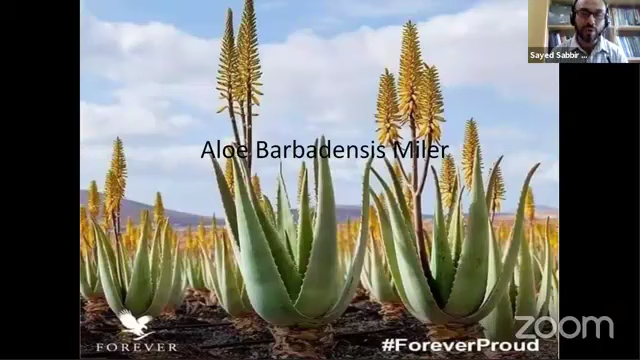 Sayed Sabbir ...
Aloe Barbadensis Miler
FOREVER
#ForeverProud
zoom